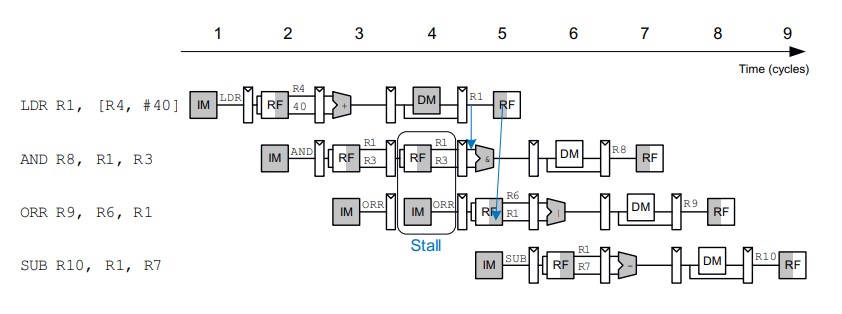 1 2 3 4 5 6 7 8 9
Time (cycles)
LDR R1, [R4, #40] IM LDR RF R4 40 + DM R1 RF
AND R8, R1, R3 IM AND RF R1 R3 RF R1 R3 & DM R8 RF
ORR R9, R6, R1 IM ORR IM ORR RF R6 R1 | DM R9 RF
Stall
SUB R10, R1, R7 IM SUB RF R1 R7 - DM R10 RF